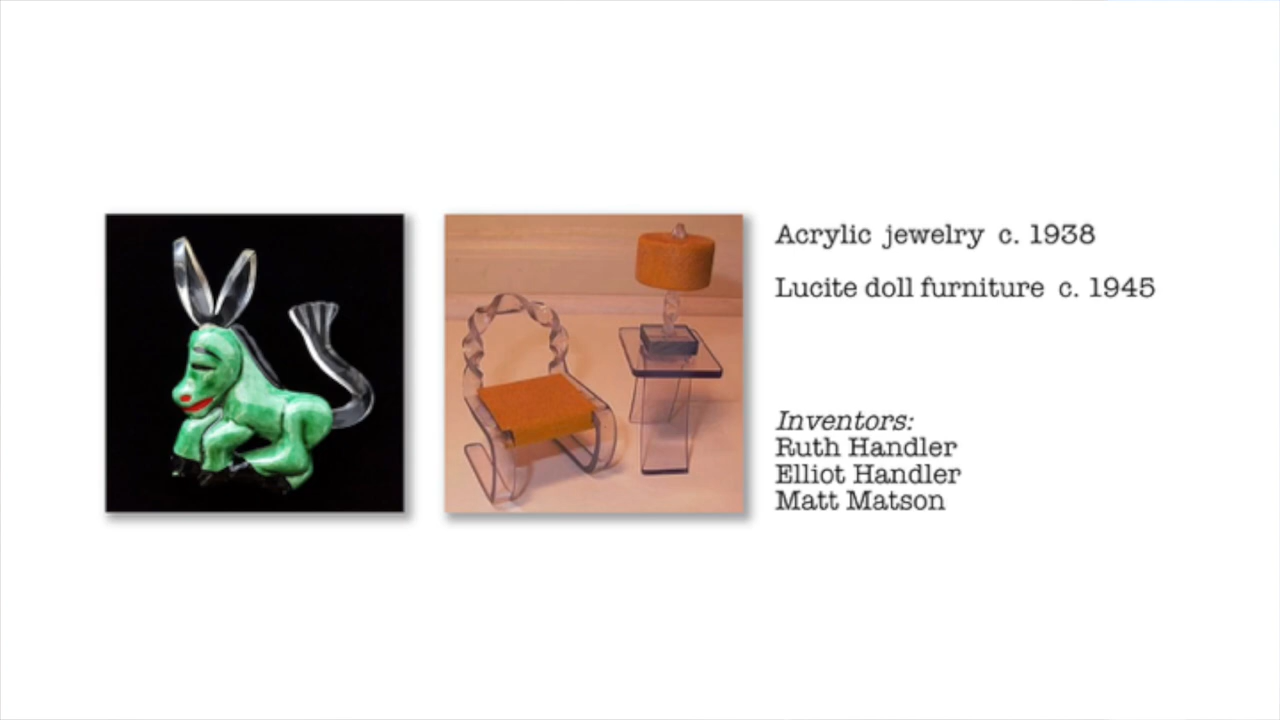 Acrylic jewelry c. 1938
Lucite doll furniture c. 1945
Inventors:
Ruth Handler
Elliot Handler
Matt Matson